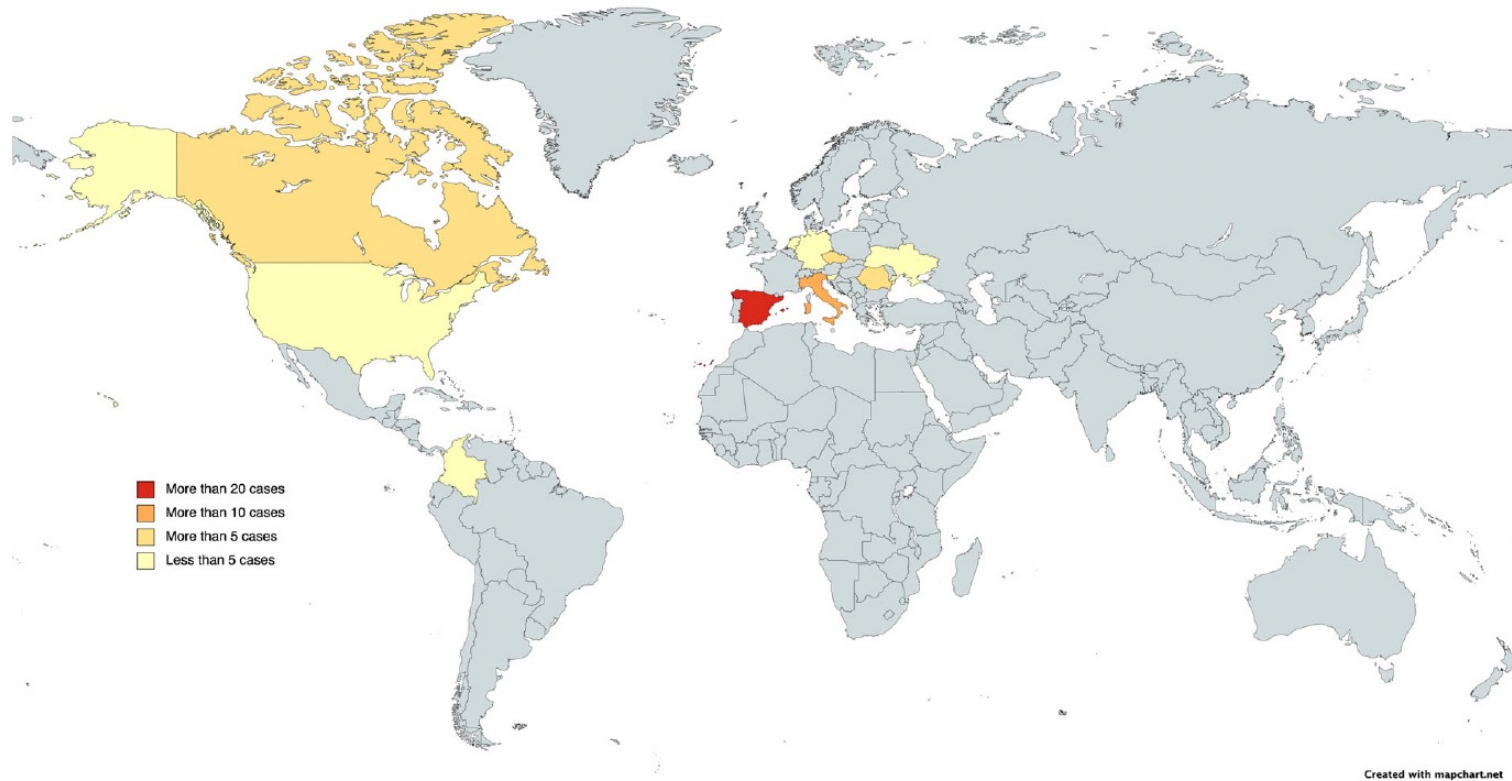 More than 20 cases
More than 10 cases
More than 5 cases
Less than 5 cases
Created with mapchart.net